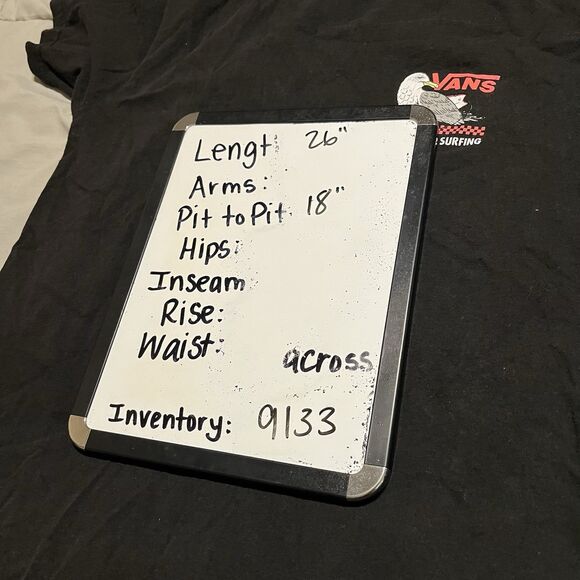 VANS
SURFING
Lengt 26"
Arms:
Pit to Pit 18"
Hips:
Inseam
Rise:
Waist:
across
Inventory: 9133